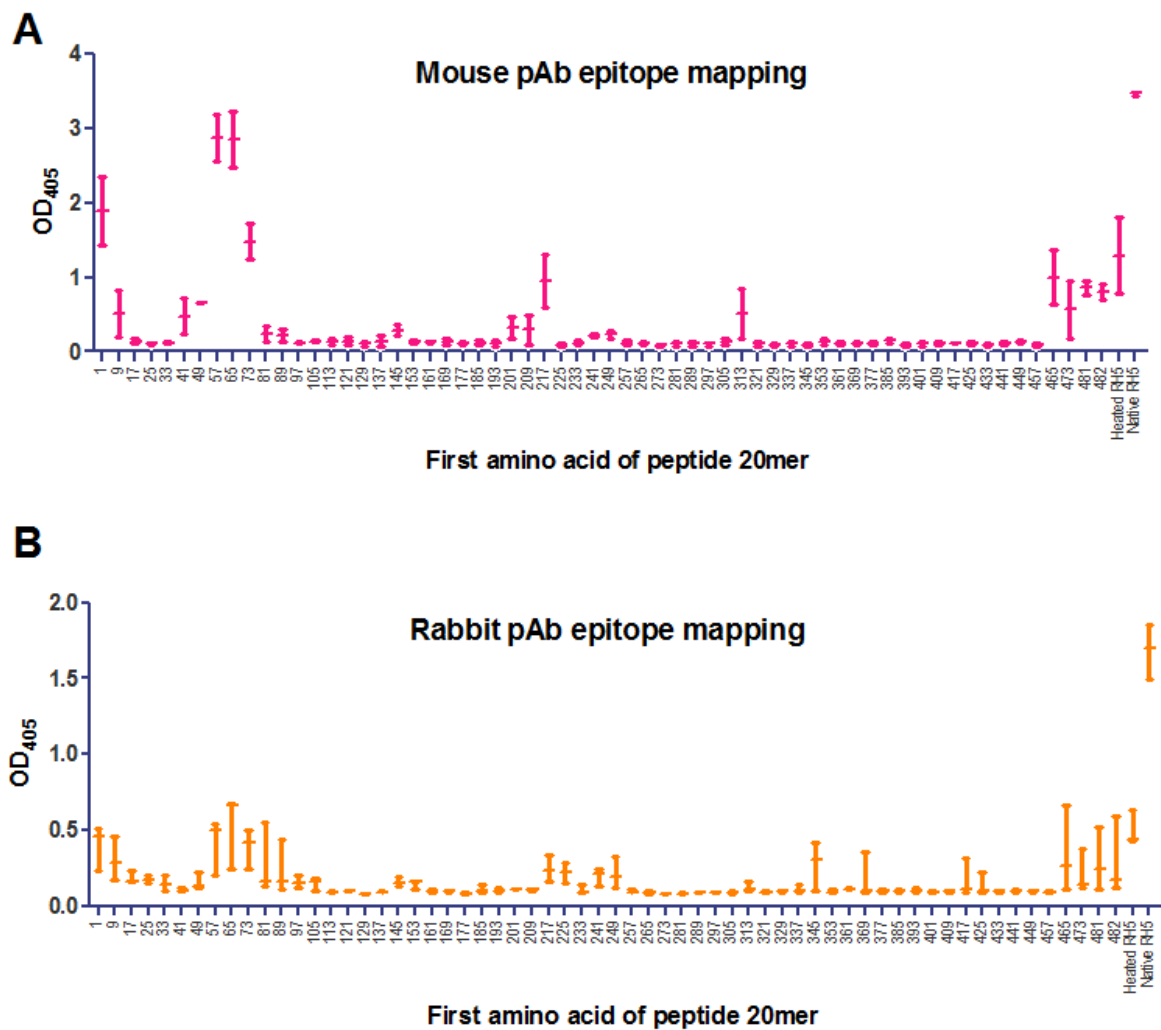 A
Mouse pAb epitope mapping
4
3
2
1
0
OD405
1 9 17 25 33 41 49 57 65 73 81 89 97 105 113 121 129 137 145 153 161 169 177 185 193 201 209 217 225 233 241 249 257 265 273 281 289 297 305 313 321 329 337 345 353 361 369 377 385 393 401 409 417 425 433 441 449 457 465 473 481 482 Heated RH5 Native RH5
First amino acid of peptide 20mer
B
Rabbit pAb epitope mapping
2.0
1.5
1.0
0.5
0.0
OD405
1 9 17 25 33 41 49 57 65 73 81 89 97 105 113 121 129 137 145 153 161 169 177 185 193 201 209 217 225 233 241 249 257 265 273 281 289 297 305 313 321 329 337 345 353 361 369 377 385 393 401 409 417 425 433 441 449 457 465 473 481 482 Heated RH5 Native RH5
First amino acid of peptide 20mer